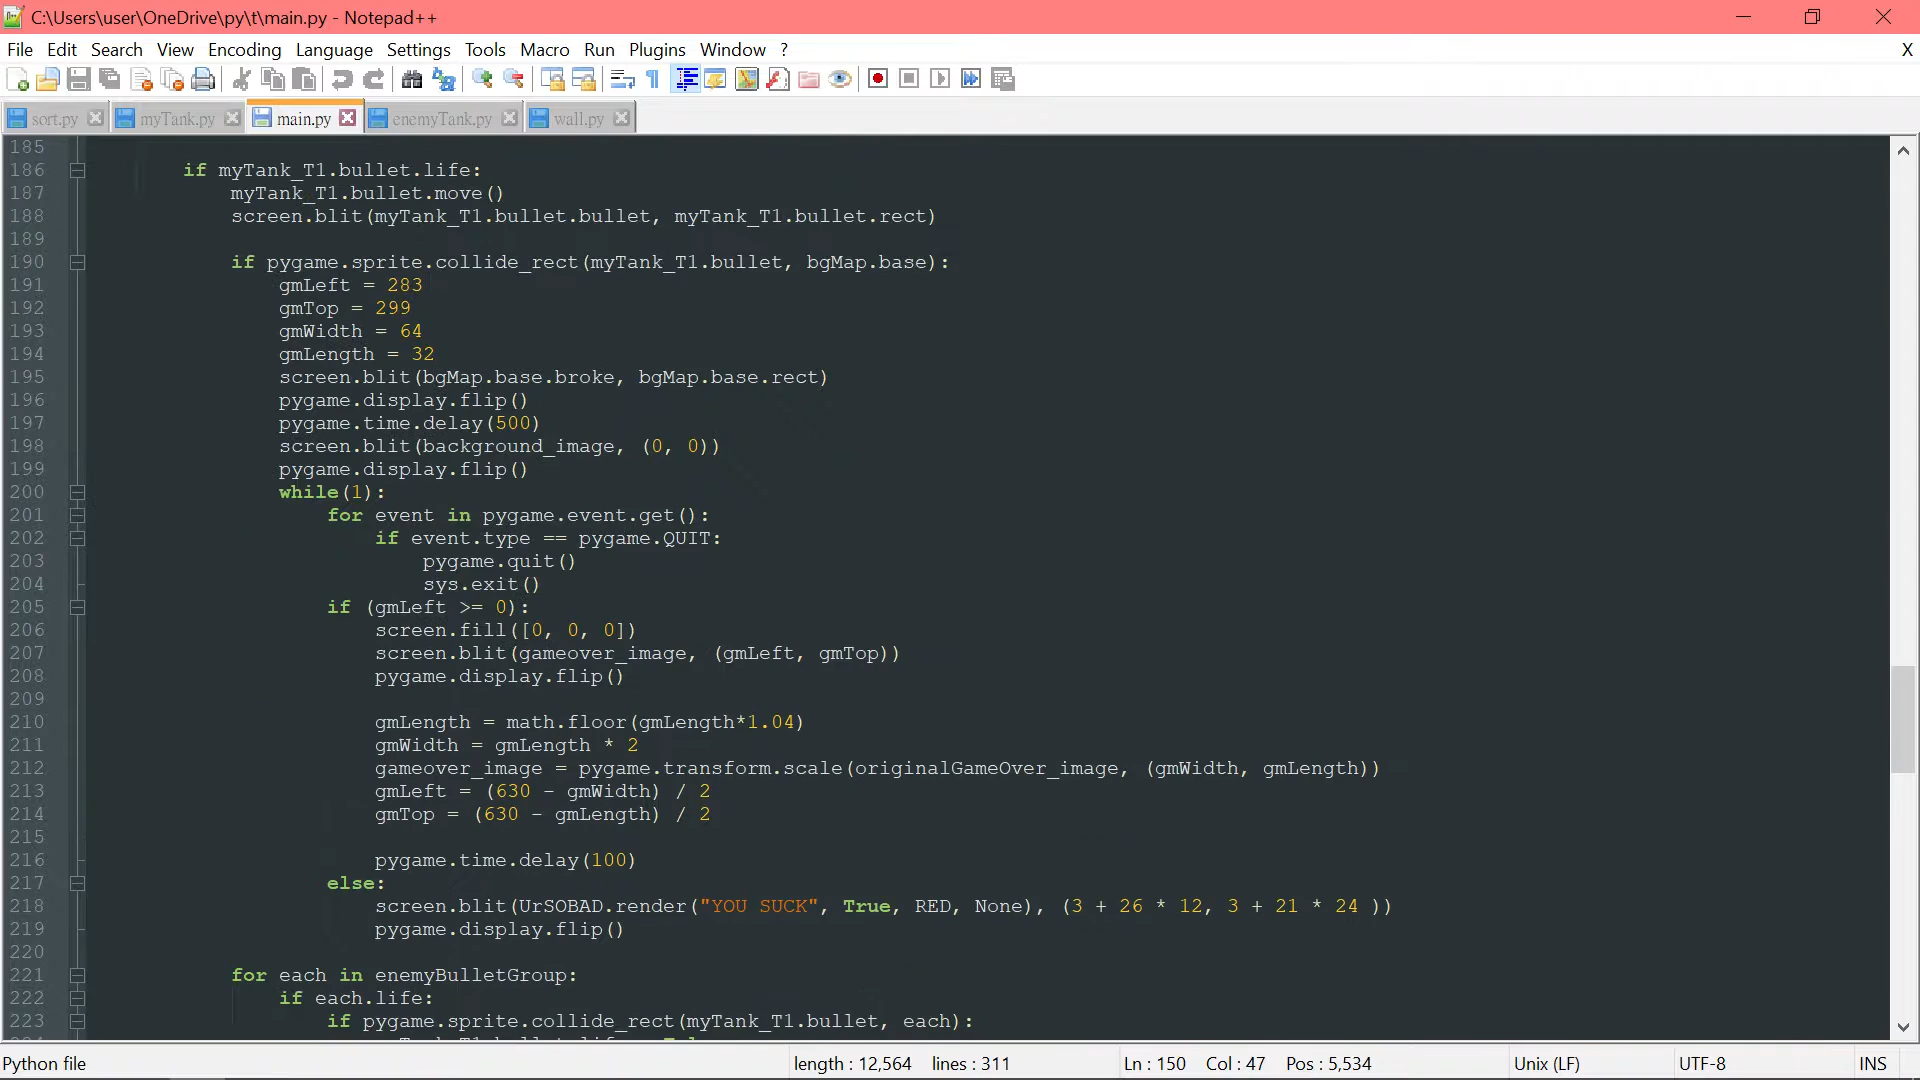 C:\Users\user\OneDrive\py\t\main.py - Notepad++
File Edit Search View Encoding Language Settings Tools Macro Run Plugins Window ? X
sort.py myTank.py main.py enemyTank.py wall.py
185
186 if myTank_T1.bullet.life:
187 myTank_T1.bullet.move()
188 screen.blit(myTank_T1.bullet.bullet, myTank_T1.bullet.rect)
189
190 if pygame.sprite.collide_rect(myTank_T1.bullet, bgMap.base):
191 gmLeft = 283
192 gmTop = 299
193 gmWidth = 64
194 gmLength = 32
195 screen.blit(bgMap.base.broke, bgMap.base.rect)
196 pygame.display.flip()
197 pygame.time.delay(500)
198 screen.blit(background_image, (0, 0))
199 pygame.display.flip()
200 while(1):
201 for event in pygame.event.get():
202 if event.type == pygame.QUIT:
203 pygame.quit()
204 sys.exit()
205 if (gmLeft >= 0):
206 screen.fill([0, 0, 0])
207 screen.blit(gameover_image, (gmLeft, gmTop))
208 pygame.display.flip()
209
210 gmLength = math.floor(gmLength*1.04)
211 gmWidth = gmLength * 2
212 gameover_image = pygame.transform.scale(originalGameOver_image, (gmWidth, gmLength))
213 gmLeft = (630 - gmWidth) / 2
214 gmTop = (630 - gmLength) / 2
215
216 pygame.time.delay(100)
217 else:
218 screen.blit(UrSOBAD.render("YOU SUCK", True, RED, None), (3 + 26 * 12, 3 + 21 * 24 ))
219 pygame.display.flip()
220
221 for each in enemyBulletGroup:
222 if each.life:
223 if pygame.sprite.collide_rect(myTank_T1.bullet, each):
Python file length : 12,564 lines : 311 Ln : 150 Col : 47 Pos : 5,534 Unix (LF) UTF-8 INS